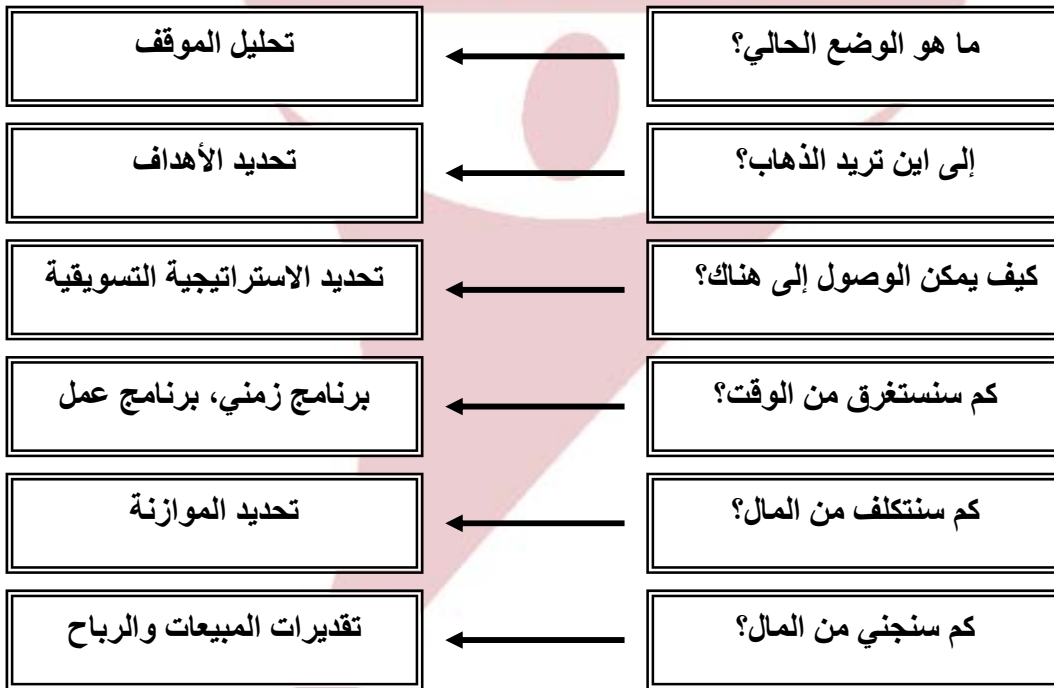 ما هو الوضع الحالي؟
تحليل الموقف
إلى اين تريد الذهاب؟
تحديد الأهداف
كيف يمكن الوصول إلى هناك؟
تحديد الاستراتيجية التسويقية
كم سنستغرق من الوقت؟
برنامج زمني، برنامج عمل
كم سنتكلف من المال؟
تحديد الموازنة
كم سنجني من المال؟
تقديرات المبيعات والرباح